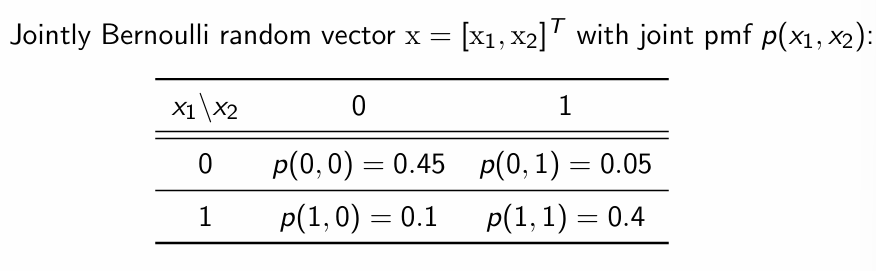 Jointly Bernoulli random vector x = [x₁, x₂]ᵀ with joint pmf p(x₁, x₂):
x₁\x₂ 0 1
0 p(0, 0) = 0.45 p(0, 1) = 0.05
1 p(1, 0) = 0.1 p(1, 1) = 0.4